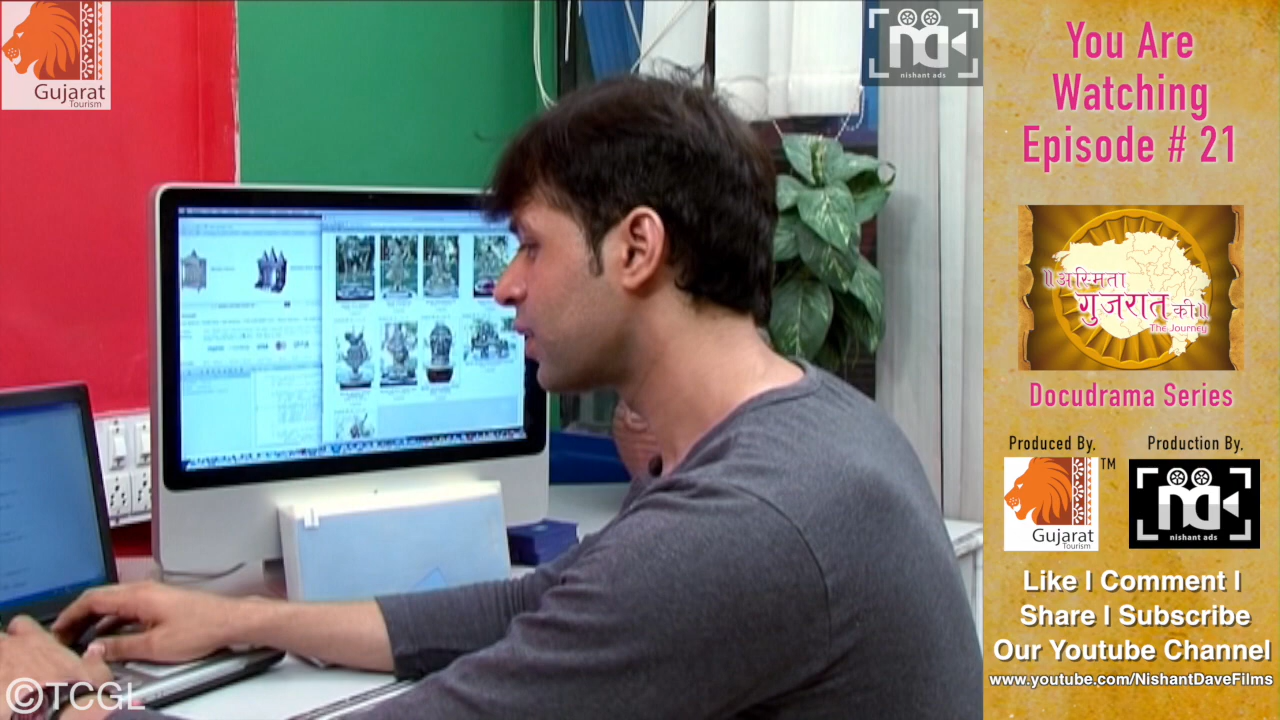 Gujarat
Tourism
nishant ads
©TCGL
You Are
Watching
Episode # 21
॥अस्मिता
गुजरात की॥
The Journey
Docudrama Series
Produced By.
Production By.
TM
Gujarat
Tourism
nishant ads
Like | Comment |
Share | Subscribe
Our Youtube Channel
www.youtube.com/NishantDaveFilms